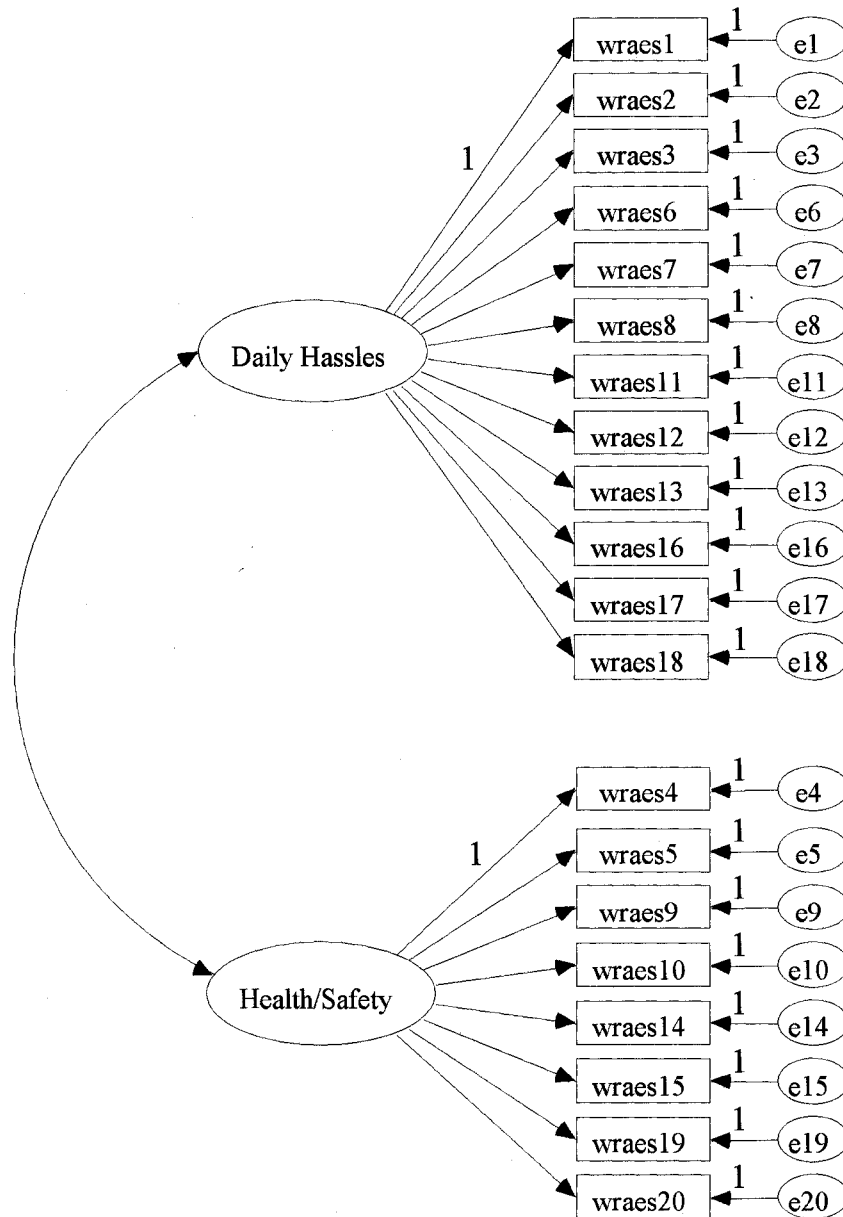 1
wraes1
e1
1
wraes2
e2
1
wraes3
e3
1
1
wraes6
e6
1
wraes7
e7
1
wraes8
e8
Daily Hassles
1
wraes11
e11
1
wraes12
e12
1
wraes13
e13
1
wraes16
e16
1
wraes17
e17
1
wraes18
e18
1
wraes4
e4
1
1
wraes5
e5
1
wraes9
e9
1
wraes10
e10
Health/Safety
1
wraes14
e14
1
wraes15
e15
1
wraes19
e19
1
wraes20
e20